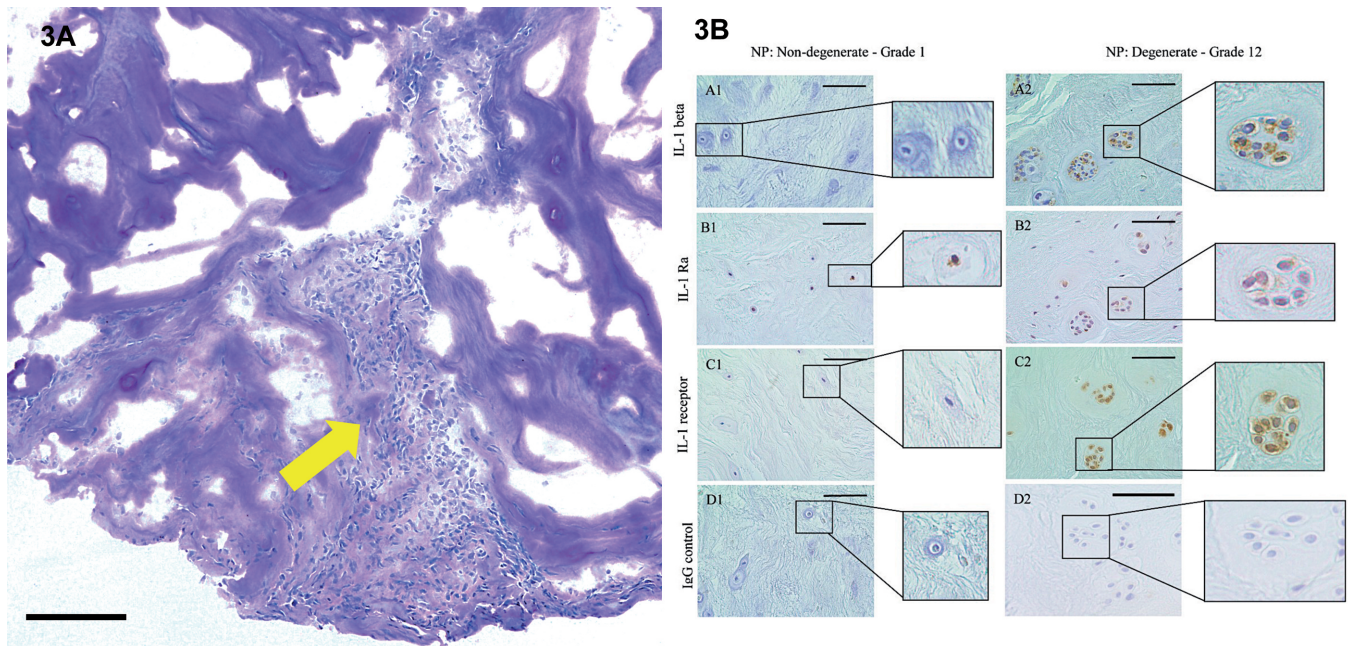 3A
3B
NP: Non-degenerate - Grade 1
NP: Degenerate - Grade 12
IL-1 beta
A1
A2
IL-1 Ra
B1
B2
IL-1 receptor
C1
C2
IgG control
D1
D2